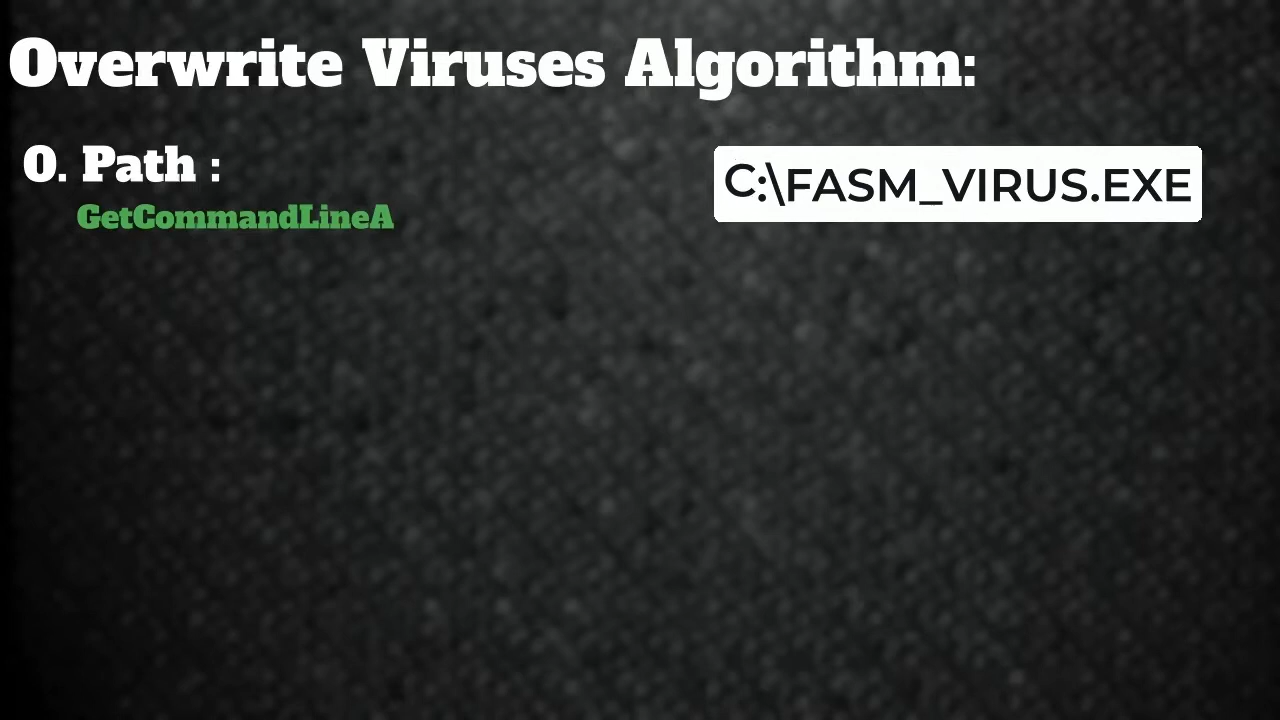 Overwrite Viruses Algorithm:
0. Path :
C:\FASM_VIRUS.EXE
GetCommandLineA